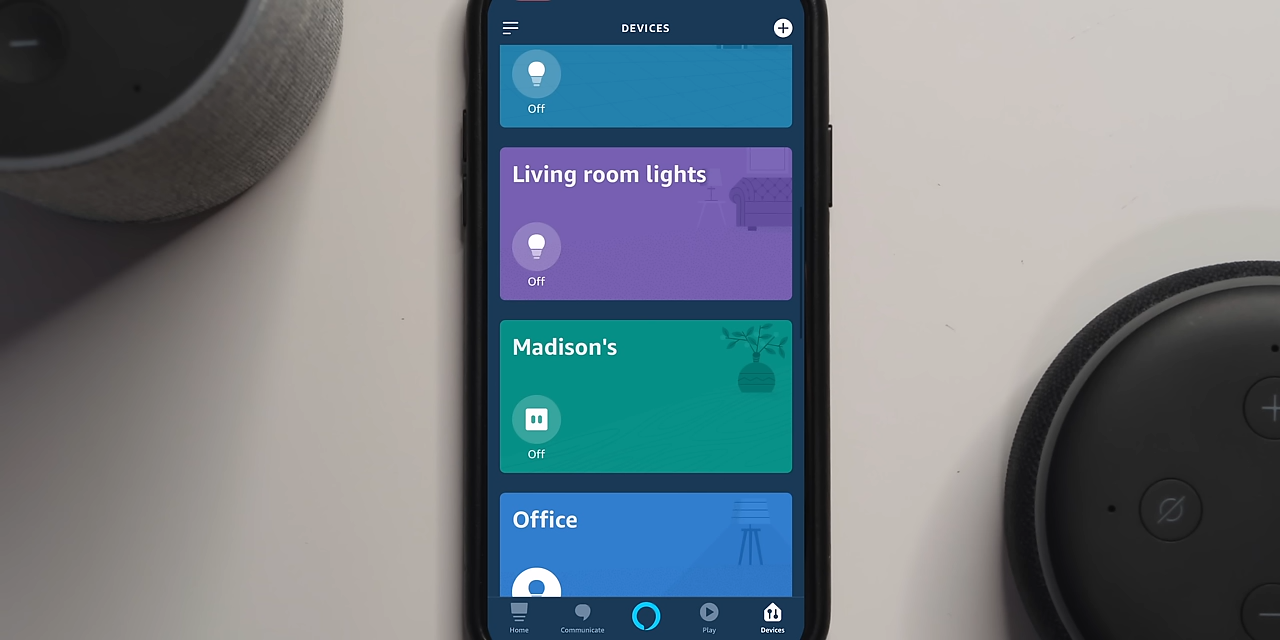 DEVICES
Off
Living room lights
Off
Madison's
Off
Office
Home Communicate Play Devices